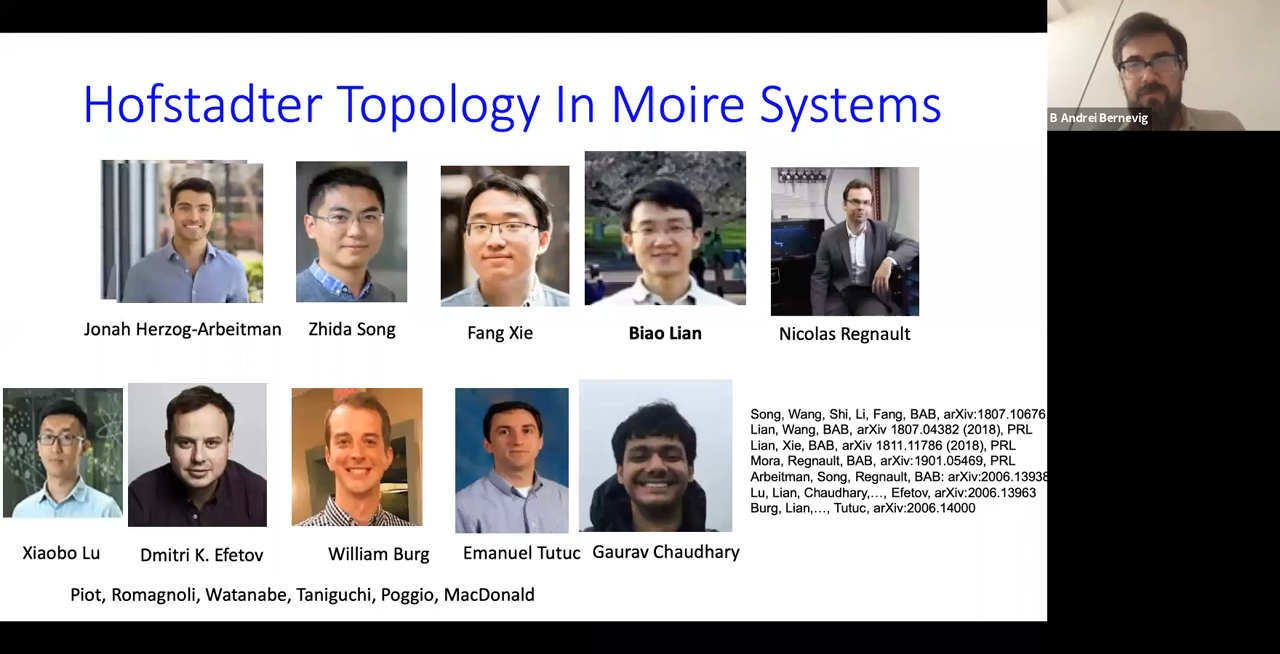 Hofstadter Topology In Moire Systems
B Andrei Bernevig
Jonah Herzog-Arbeitman
Zhida Song
Fang Xie
Biao Lian
Nicolas Regnault
Song, Wang, Shi, Li, Fang, BAB, arXiv:1807.10676
Lian, Wang, BAB, arXiv 1807.04382 (2018), PRL
Lian, Xie, BAB, arXiv 1811.11786 (2018), PRL
Mora, Regnault, BAB, arXiv:1901.05469, PRL
Arbeitman, Song, Regnault, BAB: arXiv:2006.13938
Lu, Lian, Chaudhary,..., Efetov, arXiv:2006.13963
Burg, Lian,..., Tutuc, arXiv:2006.14000
Xiaobo Lu
Dmitri K. Efetov
William Burg
Emanuel Tutuc
Gaurav Chaudhary
Piot, Romagnoli, Watanabe, Taniguchi, Poggio, MacDonald